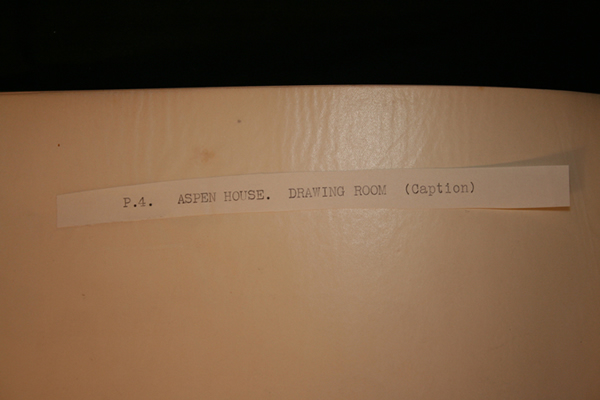 P.4. ASPEN HOUSE. DRAWING ROOM (Caption)